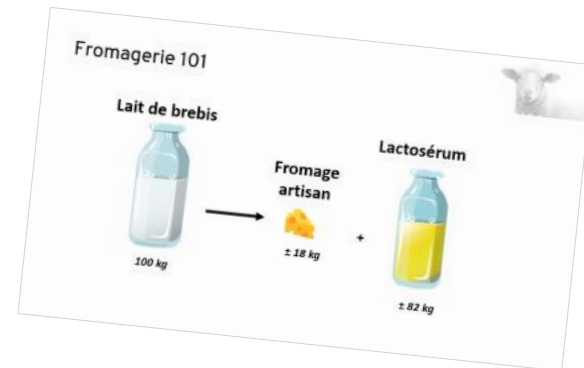 Fromagerie 101
Lait de brebis
100 kg
Fromage
artisan
± 18 kg
+
Lactosérum
± 82 kg